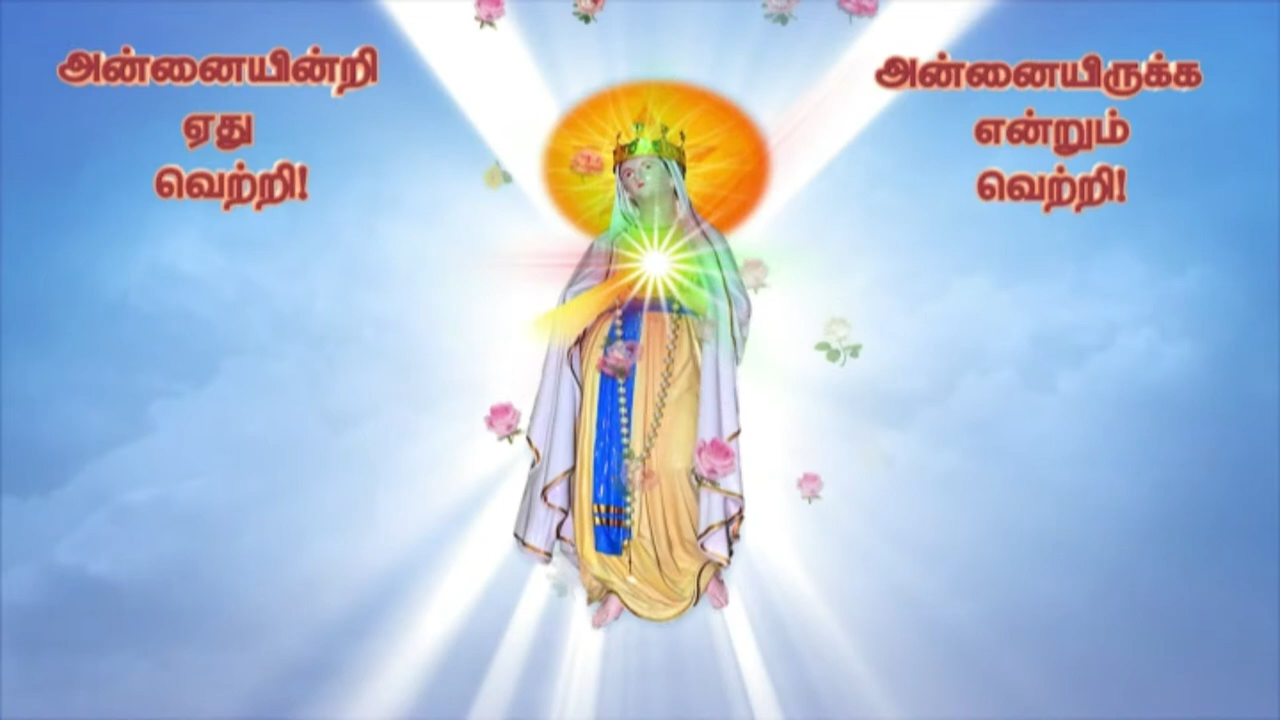 அன்னையின்றி
ஏது
வெற்றி!
அன்னையிருக்க
என்றும்
வெற்றி!